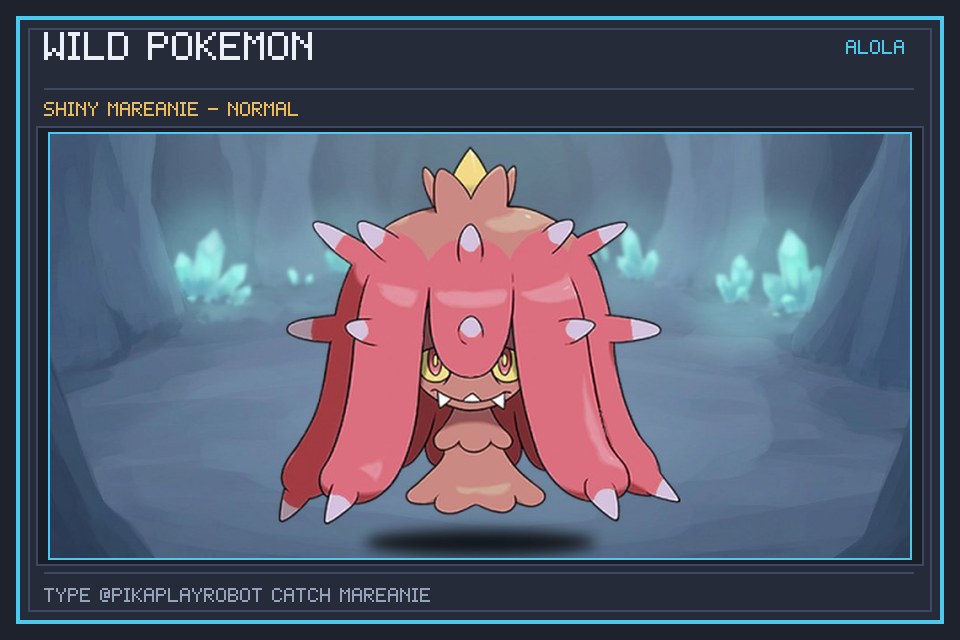 WILD POKEMON
ALOLA
SHINY MAREANIE - NORMAL
TYPE @PIKAPLAYROBOT CATCH MAREANIE